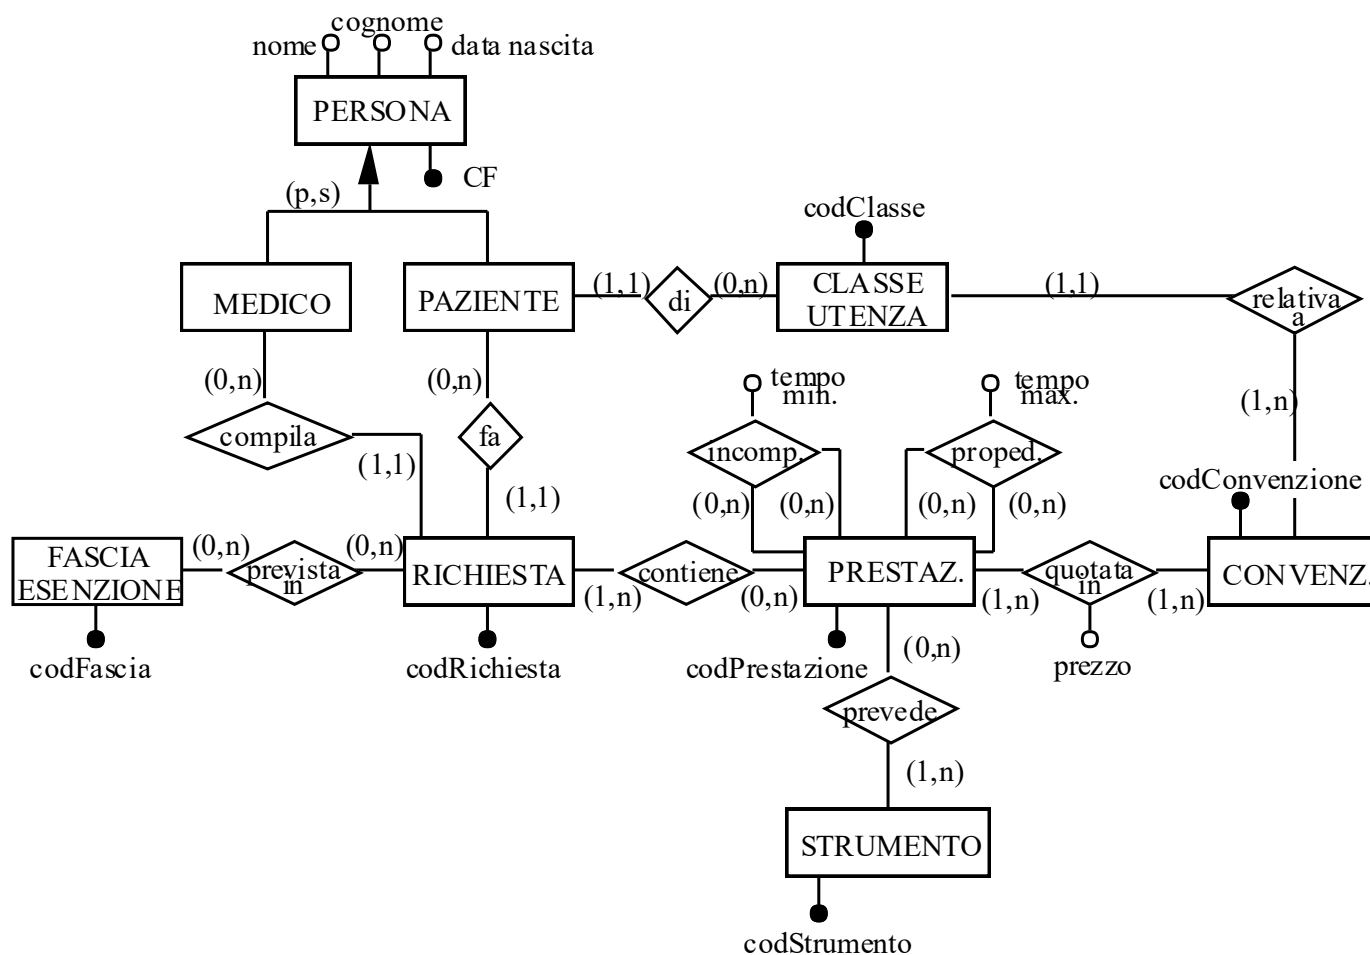 cognome
nome
data nascita
PERSONA
CF
(p,s)
codClasse
MEDICO
PAZIENTE
(1,1)
di
(0,n)
CLASSE
UTENZA
(1,1)
relativa
a
(0,n)
(0,n)
tempo
min.
tempo
max.
(1,n)
compila
fa
incomp.
proped.
(1,1)
(1,1)
(0,n)
(0,n)
(0,n)
(0,n)
codConvenzione
FASCIA
ESENZIONE
(0,n)
prevista
in
(0,n)
RICHIESTA
(1,n)
contiene
(0,n)
PRESTAZ.
(1,n)
quotata
in
(1,n)
CONVENZ.
codFascia
codRichiesta
codPrestazione
(0,n)
prezzo
prevede
(1,n)
STRUMENTO
codStrumento